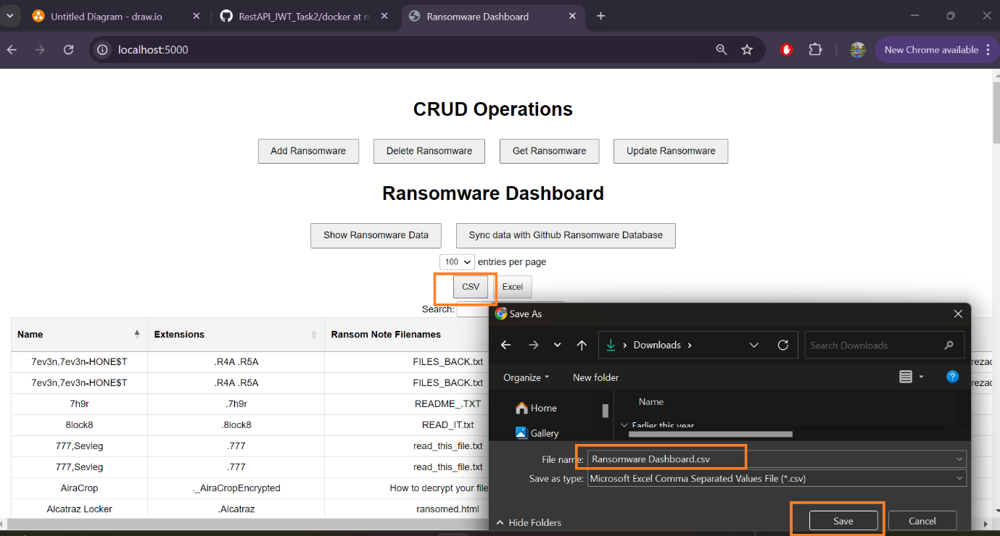 Untitled Diagram - draw.io
RestAPI_JWT_Task2/docker at m
Ransomware Dashboard
localhost:5000
New Chrome available
CRUD Operations
Add Ransomware Delete Ransomware Get Ransomware Update Ransomware
Ransomware Dashboard
Show Ransomware Data Sync data with Github Ransomware Database
100 entries per page
CSV Excel
Search:
Name Extensions Ransom Note Filenames
7ev3n,7ev3n-HONE$T .R4A .R5A FILES_BACK.txt
7ev3n,7ev3n-HONE$T .R4A .R5A FILES_BACK.txt
7h9r .7h9r README_.TXT
8lock8 .8lock8 READ_IT.txt
777,Sevleg .777 read_this_file.txt
777,Sevleg .777 read_this_file.txt
AiraCrop ._AiraCropEncrypted How to decrypt your file
Alcatraz Locker .Alcatraz ransomed.html
Save As
Downloads
Search Downloads
Organize New folder
Home
Gallery
Name
Earlier this year
File name: Ransomware Dashboard.csv
Save as type: Microsoft Excel Comma Separated Values File (*.csv)
Hide Folders Save Cancel